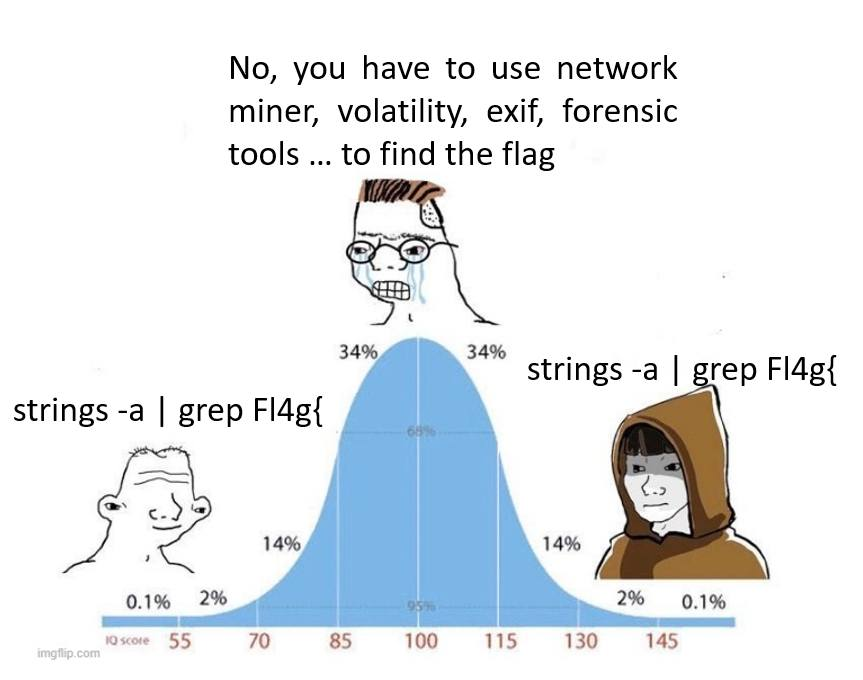 No, you have to use network
miner, volatility, exif, forensic
tools ... to find the flag
34%
34%
strings -a | grep Fl4g{
strings -a | grep Fl4g{
68%
14%
14%
0.1%
2%
95%
2%
0.1%
IQ score 55 70 85 100 115 130 145
imgflip.com